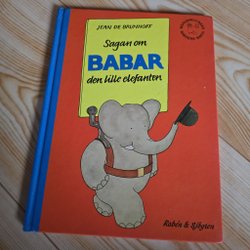 JEAN DE BRUNHOFF
Sagan om
BABAR
den lille elefanten
Rabén & Sjögren